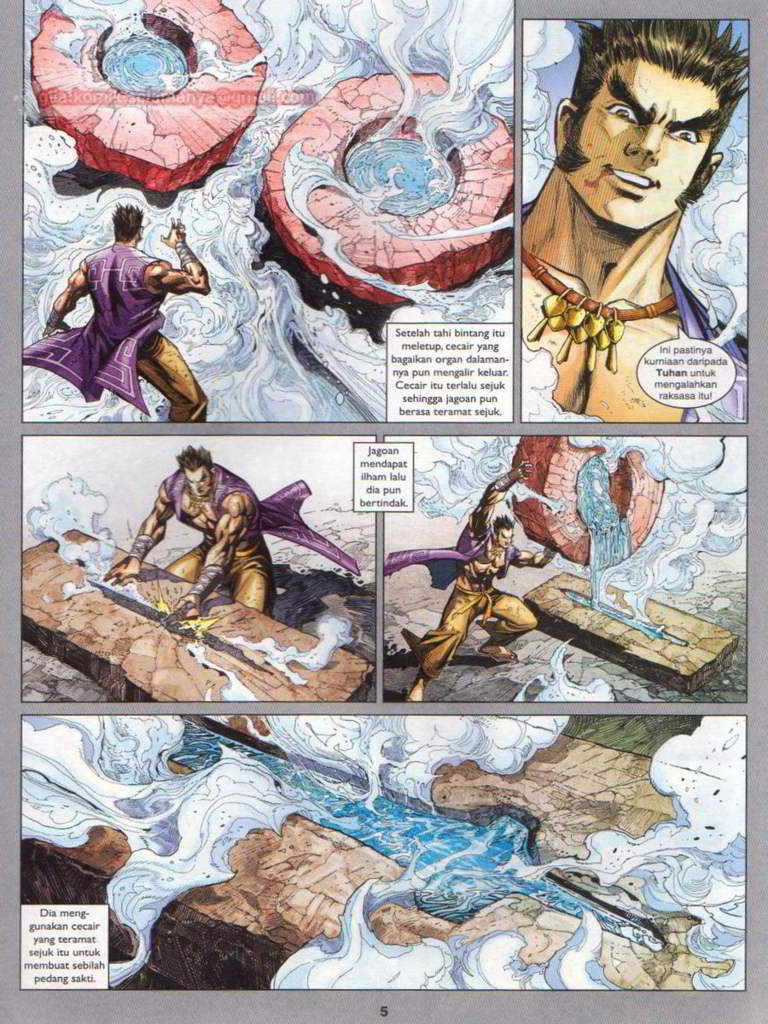 Setelah tahi bintang itu
meletup, cecair yang
bagaikan organ dalaman-
nya pun mengalir keluar.
Cecair itu terlalu sejuk
sehingga jagoan pun
berasa teramat sejuk.
Ini pastinya
kurniaan daripada
Tuhan untuk
mengalahkan
raksasa itu!
Jagoan
mendapat
ilham lalu
dia pun
bertindak.
Dia meng-
gunakan cecair
yang teramat
sejuk itu untuk
membuat sebilah
pedang sakti.
5